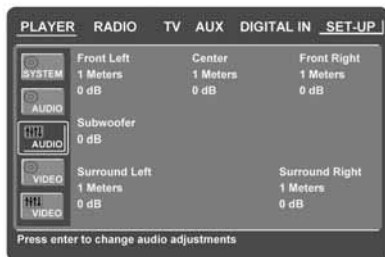 PLAYER RADIO TV AUX DIGITAL IN SET-UP
SYSTEM
AUDIO
AUDIO
VIDEO
VIDEO
Front Left Center Front Right
1 Meters 1 Meters 1 Meters
0 dB 0 dB 0 dB
Subwoofer
0 dB
Surround Left Surround Right
1 Meters 1 Meters
0 dB 0 dB
Press enter to change audio adjustments